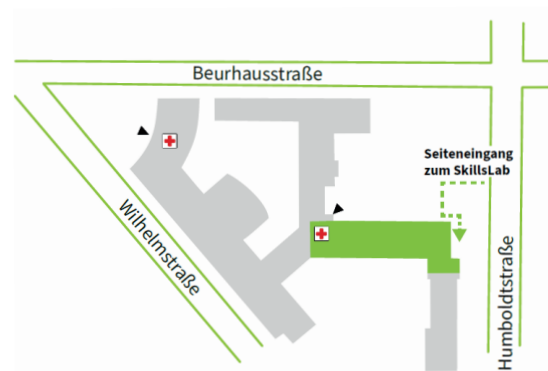 Beurhausstraße
Seiteneingang
zum SkillsLab
Wilhelmstraße
Humboldtstraße